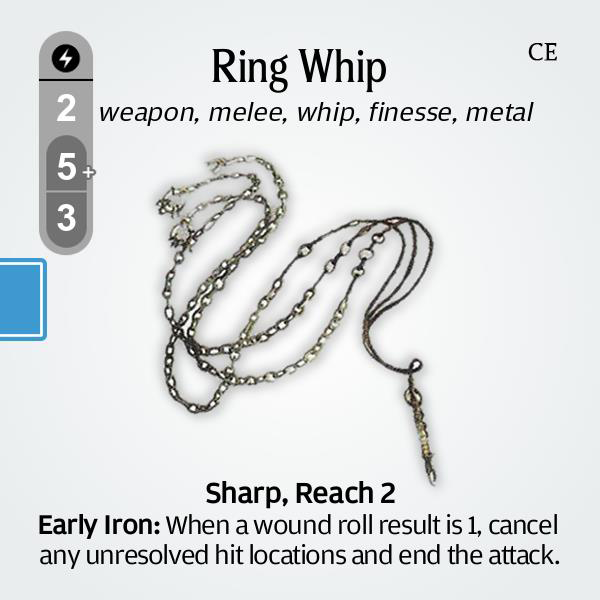 Ring Whip
CE
weapon, melee, whip, finesse, metal
2
5+
3
Sharp, Reach 2
Early Iron: When a wound roll result is 1, cancel
any unresolved hit locations and end the attack.